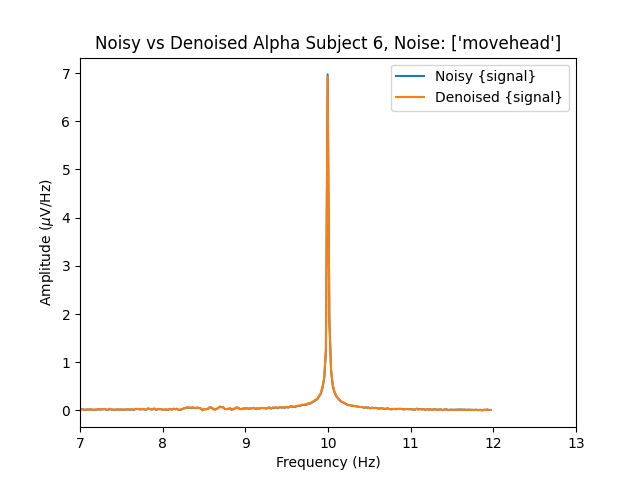 Noisy vs Denoised Alpha Subject 6, Noise: ['movehead']
Noisy {signal}
Denoised {signal}
7
6
5
4
3
2
1
0
Amplitude (μV/Hz)
7 8 9 10 11 12 13
Frequency (Hz)